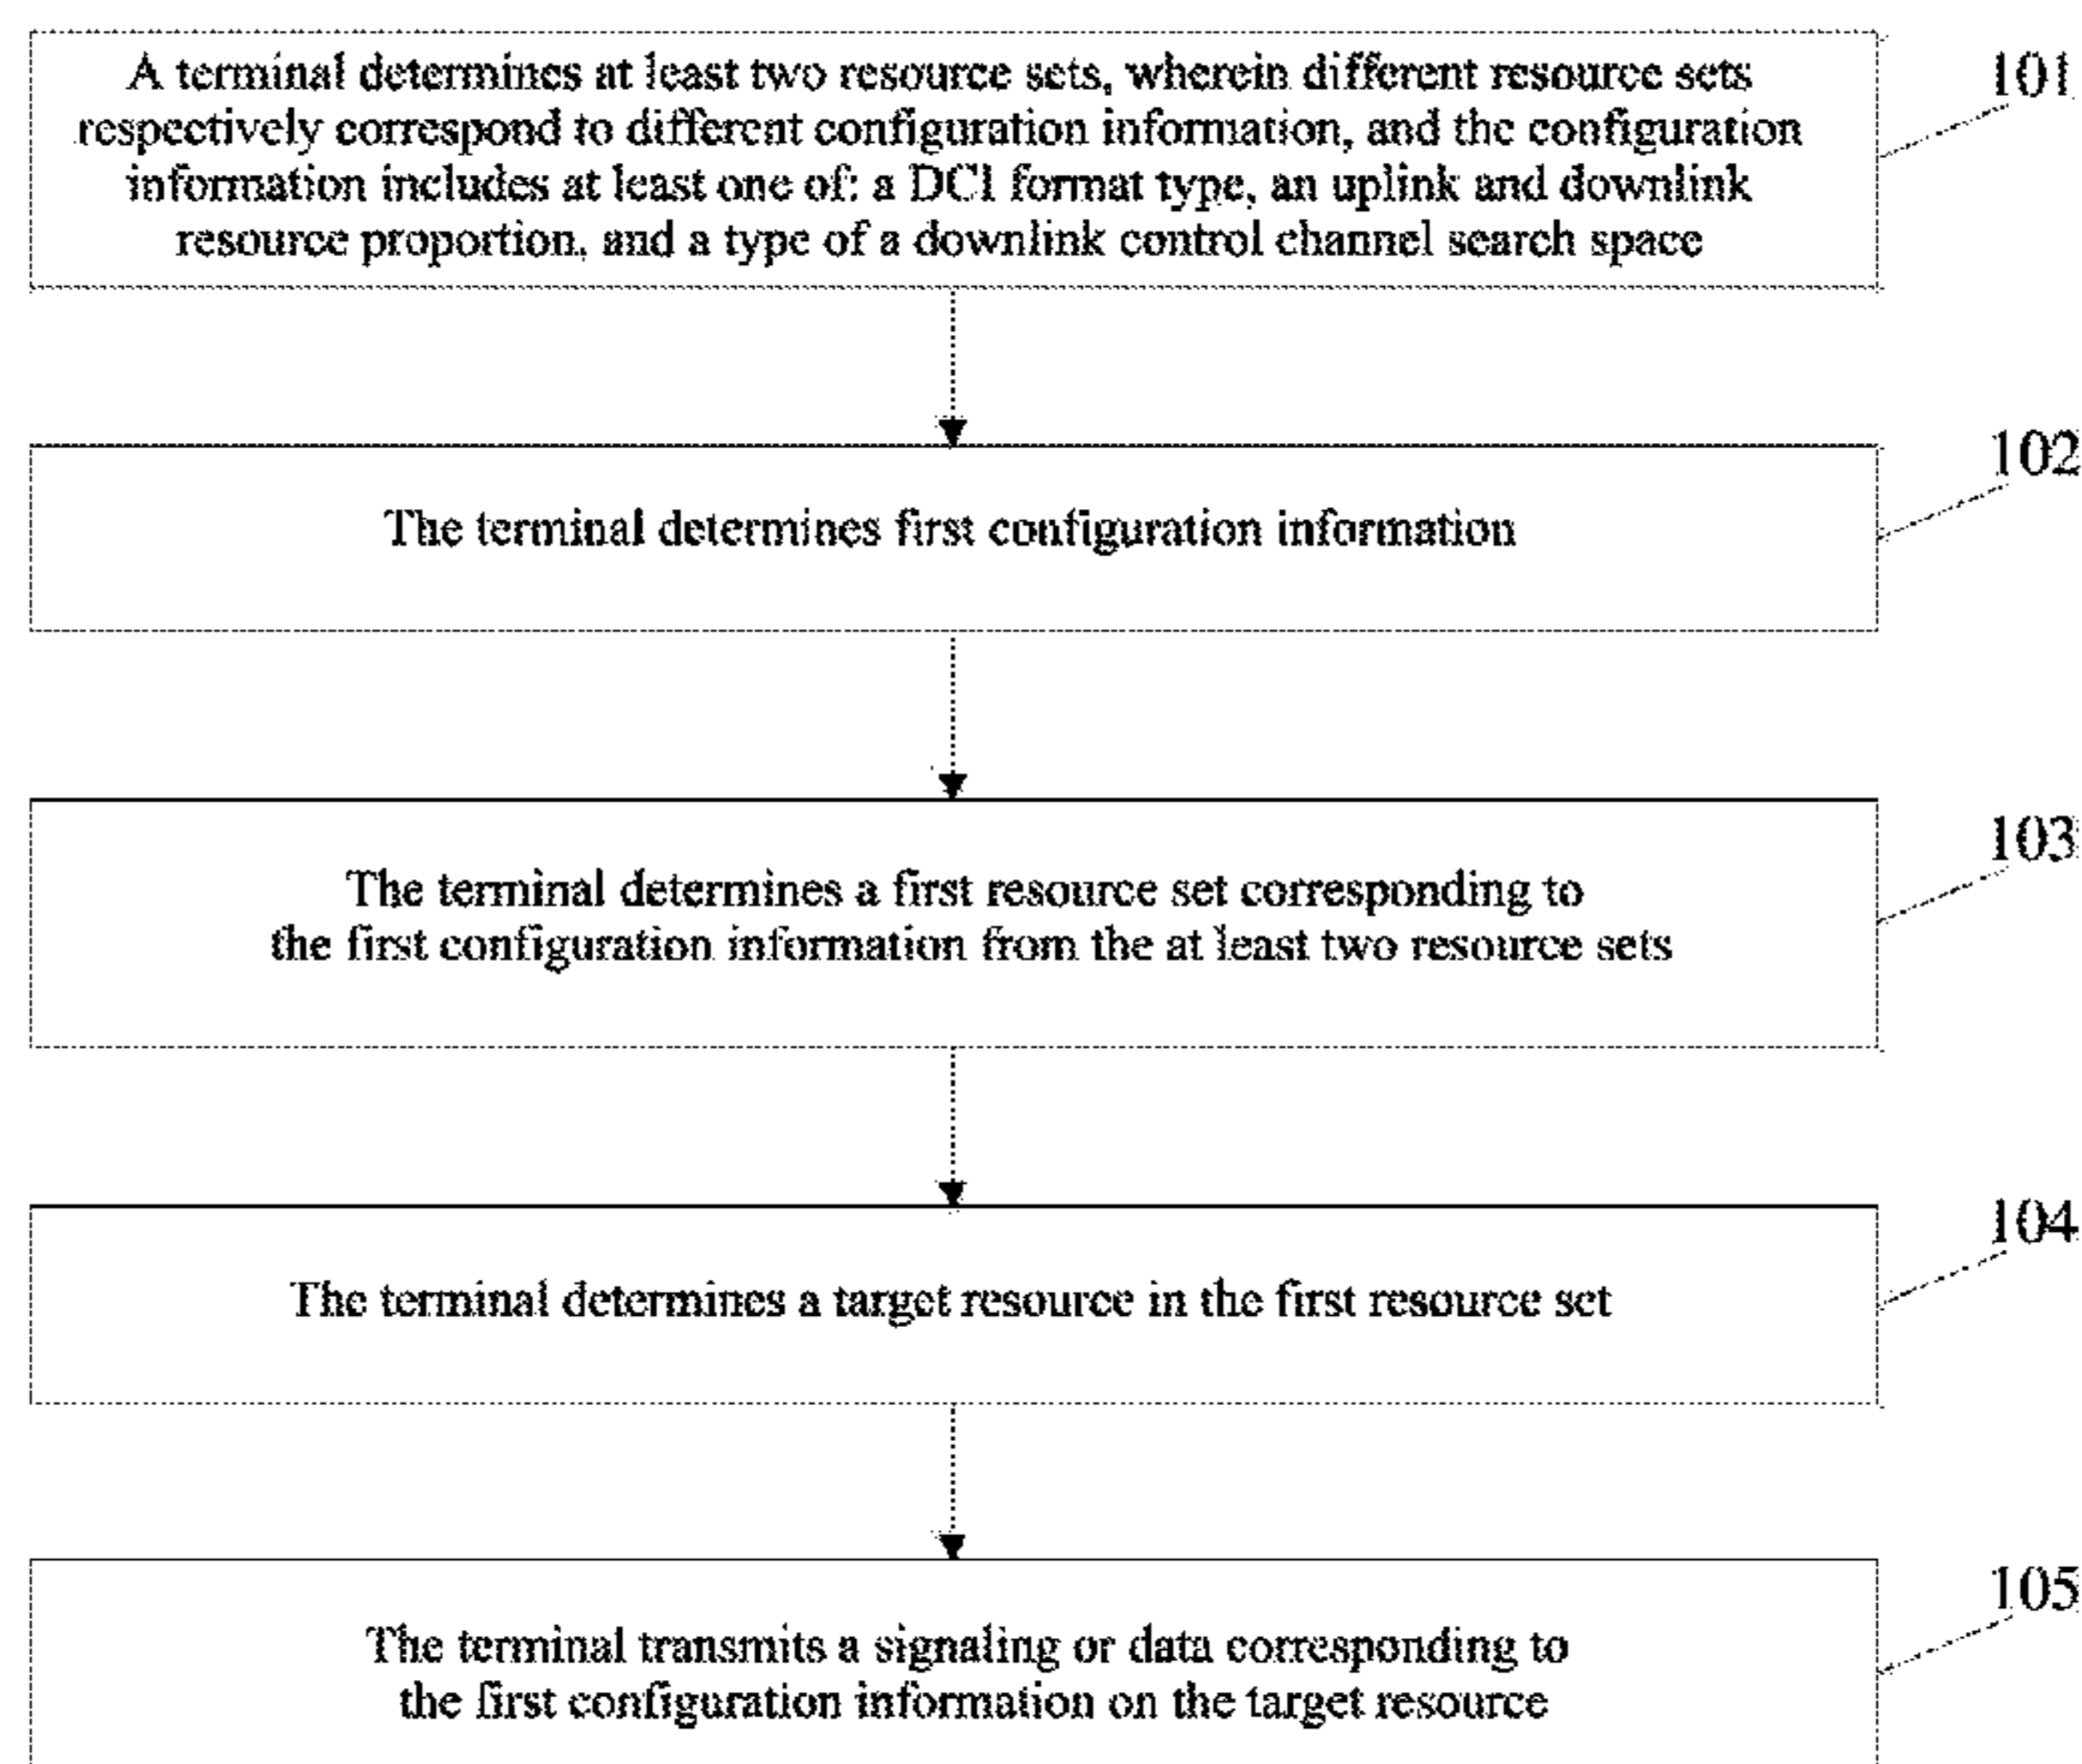 A terminal determines at least two resource sets, wherein different resource sets
respectively correspond to different configuration information, and the configuration
information includes at least one of: a DCI format type, an uplink and downlink
resource proportion, and a type of a downlink control channel search space
101
The terminal determines first configuration information
102
The terminal determines a first resource set corresponding to
the first configuration information from the at least two resource sets
103
The terminal determines a target resource in the first resource set
104
The terminal transmits a signaling or data corresponding to
the first configuration information on the target resource
105